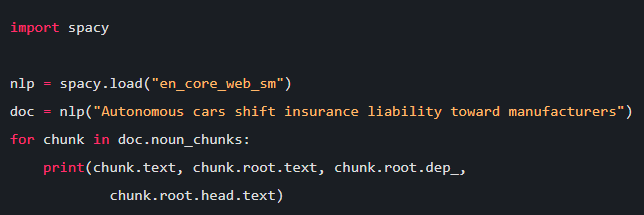 import spacy
nlp = spacy.load("en_core_web_sm")
doc = nlp("Autonomous cars shift insurance liability toward manufacturers")
for chunk in doc.noun_chunks:
    print(chunk.text, chunk.root.text, chunk.root.dep_,
            chunk.root.head.text)